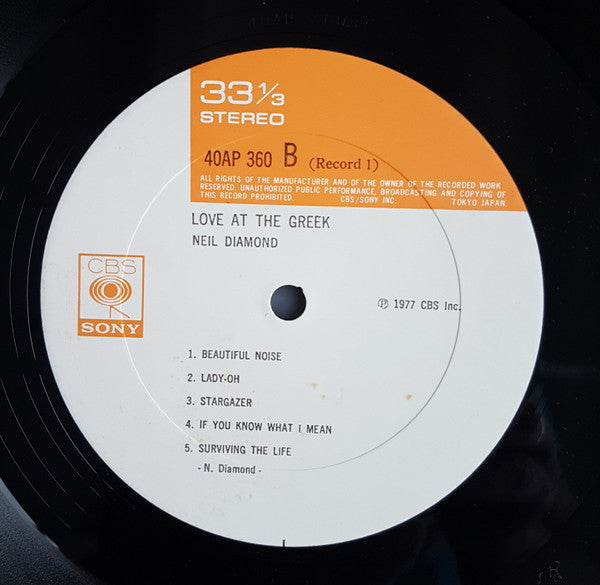 33 1/3
STEREO
40AP 360 B (Record 1)
ALL RIGHTS OF THE MANUFACTURER AND OF THE OWNER OF THE RECORDED WORK
RESERVED. UNAUTHORIZED PUBLIC PERFORMANCE, BROADCASTING AND COPYING OF
THIS RECORD PROHIBITED. CBS/SONY INC. TOKYO JAPAN.
LOVE AT THE GREEK
NEIL DIAMOND
CBS
SONY
℗ 1977 CBS Inc.
1. BEAUTIFUL NOISE
2. LADY-OH
3. STARGAZER
4. IF YOU KNOW WHAT I MEAN
5. SURVIVING THE LIFE
- N. Diamond -